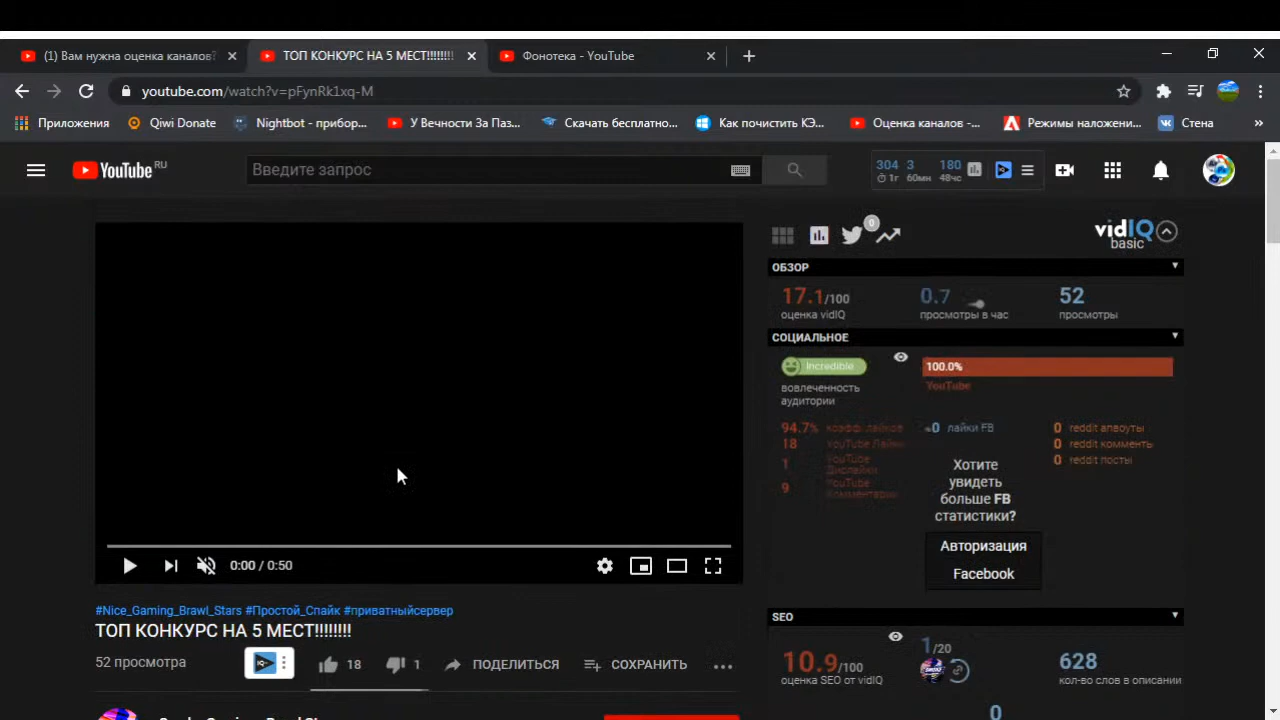 (1) Вам нужна оценка каналов?
ТОП КОНКУРС НА 5 МЕСТ!!!!!!!!
Фонотека - YouTube
youtube.com/watch?v=pFynRk1xq-M
Приложения
Qiwi Donate
Nightbot - прибор...
У Вечности За Паз...
Скачать бесплатно...
Как почистить КЭ...
Оценка каналов -...
Режимы наложени...
Стена
YouTube RU
Введите запрос
304 3 180
1г 60мн 48чс
0
vidIQ
basic
ОБЗОР
17.1/100
0.7
52
оценка vidIQ
просмотры в час
просмотры
СОЦИАЛЬНОЕ
Incredible
100.0%
YouTube
вовлеченность
аудитории
94.7% коэфф лайков
18 YouTube Лайки
1 YouTube Дислайки
9 YouTube Комментарии
0 лайки FB
0 reddit апвоуты
0 reddit комменты
0 reddit посты
Хотите
увидеть
больше FB
статистики?
Авторизация
Facebook
0:00 / 0:50
#Nice_Gaming_Brawl_Stars #Простой_Спайк #приватныйсервер
ТОП КОНКУРС НА 5 МЕСТ!!!!!!!!
52 просмотра
18
1
ПОДЕЛИТЬСЯ
СОХРАНИТЬ
SEO
10.9/100
1/20
628
оценка SEO от vidIQ
кол-во слов в описании
0